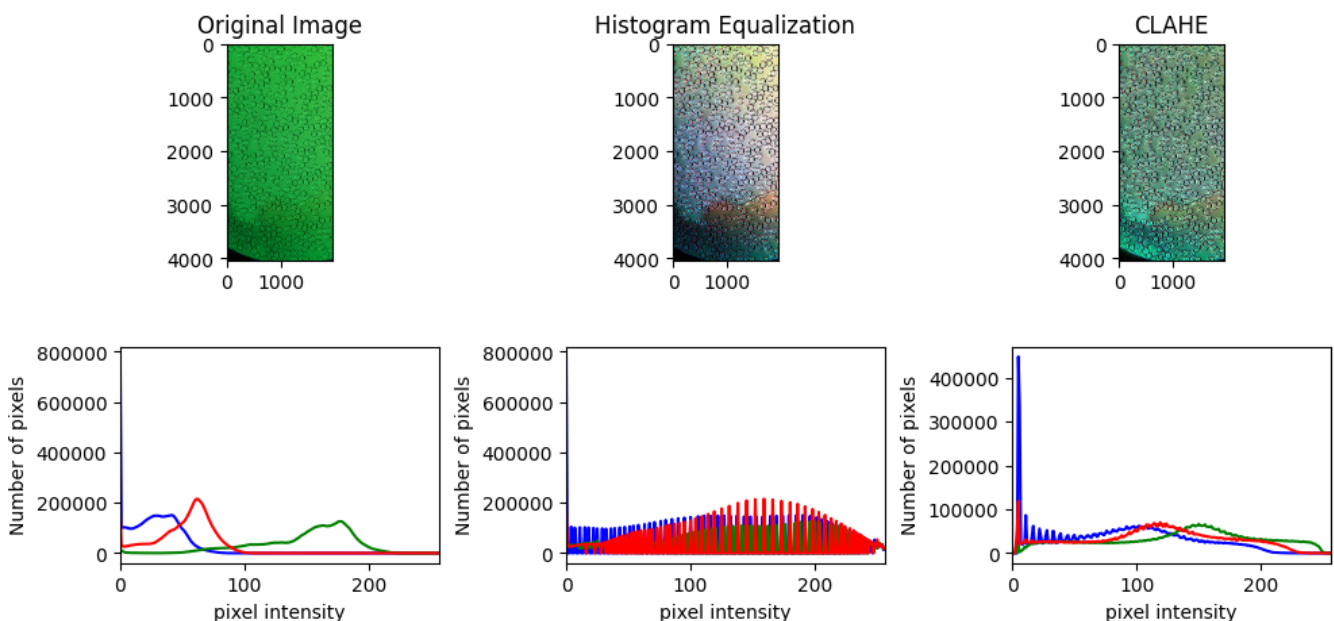 Original Image
Histogram Equalization
CLAHE
0
1000
2000
3000
4000
0 1000
0
1000
2000
3000
4000
0 1000
0
1000
2000
3000
4000
0 1000
Number of pixels
800000
600000
400000
200000
0
0 100 200
pixel intensity
Number of pixels
800000
600000
400000
200000
0
0 100 200
pixel intensity
Number of pixels
400000
300000
200000
100000
0
0 100 200
pixel intensity